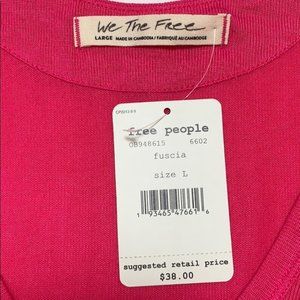 We The Free
LARGE MADE IN CAMBODIA / FABRIQUÉ AU CAMBODGE
free people
OB948615 6602
fuscia
size L
1 93465 47661 6
suggested retail price
$38.00